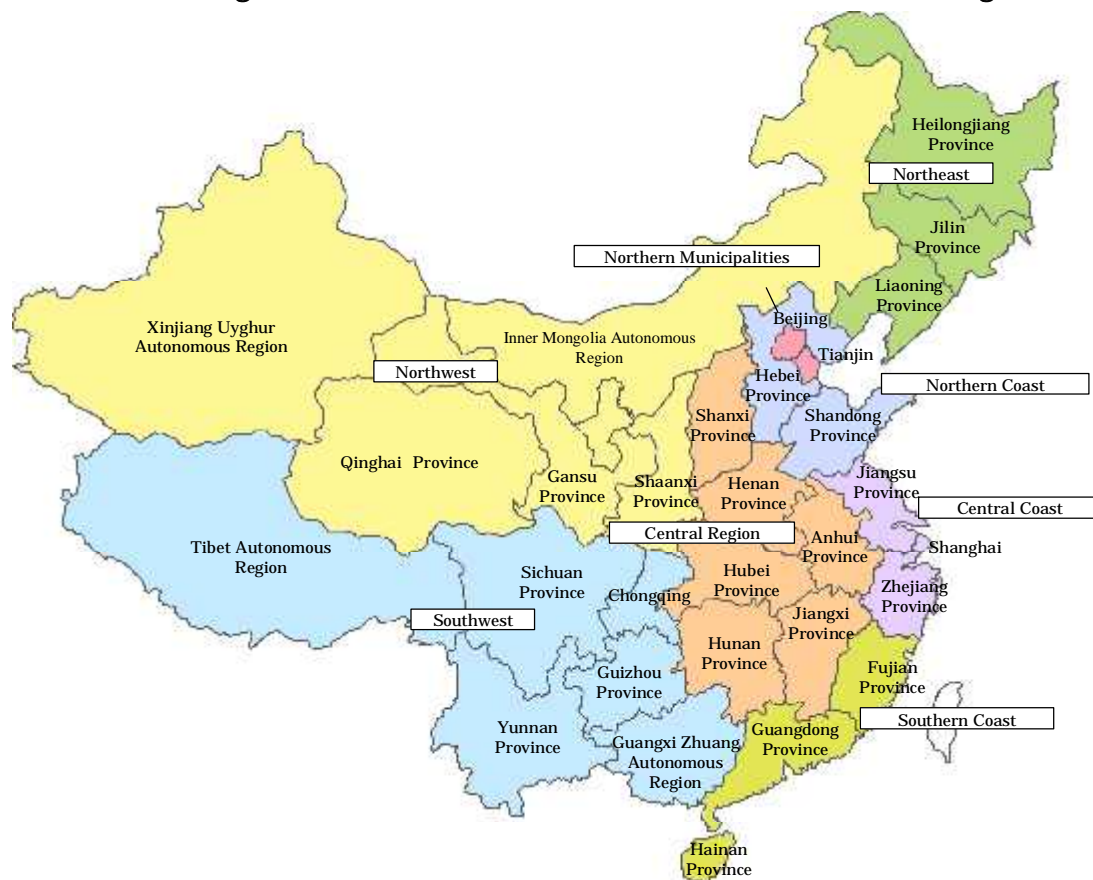 Heilongjiang
Province
Northeast
Jilin
Province
Northern Municipalities
Liaoning
Province
Beijing
Xinjiang Uyghur
Autonomous Region
Inner Mongolia Autonomous
Region
Tianjin
Northwest
Hebei
Province
Northern Coast
Shanxi
Province
Shandong
Province
Qinghai Province
Gansu
Province
Shaanxi
Province
Henan
Province
Jiangsu
Province
Central Coast
Central Region
Anhui
Province
Shanghai
Tibet Autonomous
Region
Sichuan
Province
Hubei
Province
Chongqing
Zhejiang
Province
Southwest
Jiangxi
Province
Hunan
Province
Guizhou
Province
Fujian
Province
Southern Coast
Yunnan
Province
Guangxi Zhuang
Autonomous
Region
Guangdong
Province
Hainan
Province